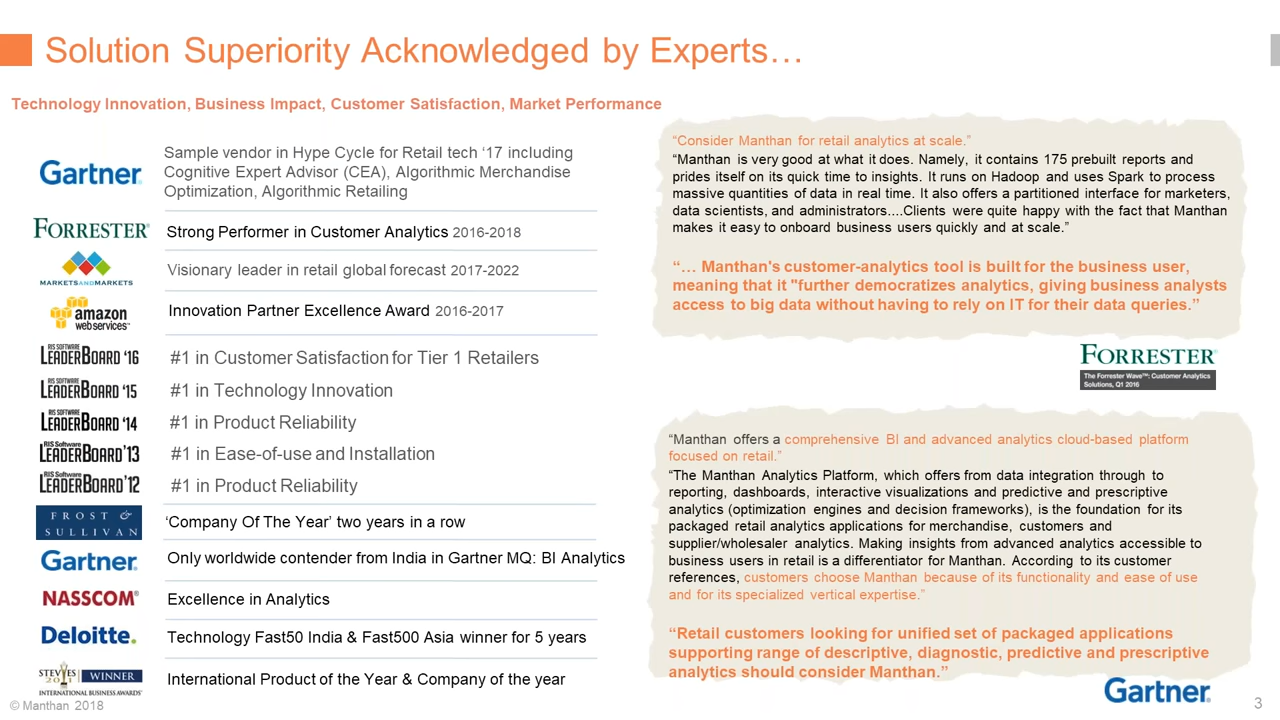 Solution Superiority Acknowledged by Experts…
Technology Innovation, Business Impact, Customer Satisfaction, Market Performance
Gartner
Sample vendor in Hype Cycle for Retail tech ‘17 including
Cognitive Expert Advisor (CEA), Algorithmic Merchandise
Optimization, Algorithmic Retailing
FORRESTER®
Strong Performer in Customer Analytics 2016-2018
MARKETSANDMARKETS
Visionary leader in retail global forecast 2017-2022
amazon
webservices™
Innovation Partner Excellence Award 2016-2017
RIS SOFTWARE
LEADERBOARD ‘16
#1 in Customer Satisfaction for Tier 1 Retailers
RIS SOFTWARE
LEADERBOARD ‘15
#1 in Technology Innovation
RIS SOFTWARE
LEADERBOARD ‘14
#1 in Product Reliability
RIS Software
LEADERBOARD’13
#1 in Ease-of-use and Installation
RIS Software
LEADERBOARD ’12
#1 in Product Reliability
FROST &
SULLIVAN
‘Company Of The Year’ two years in a row
Gartner
Only worldwide contender from India in Gartner MQ: BI Analytics
NASSCOM®
Excellence in Analytics
Deloitte.
Technology Fast50 India & Fast500 Asia winner for 5 years
STEVIES
2011
WINNER
INTERNATIONAL BUSINESS AWARDS
International Product of the Year & Company of the year
“Consider Manthan for retail analytics at scale.”
“Manthan is very good at what it does. Namely, it contains 175 prebuilt reports and
prides itself on its quick time to insights. It runs on Hadoop and uses Spark to process
massive quantities of data in real time. It also offers a partitioned interface for marketers,
data scientists, and administrators....Clients were quite happy with the fact that Manthan
makes it easy to onboard business users quickly and at scale.”
“… Manthan's customer-analytics tool is built for the business user,
meaning that it "further democratizes analytics, giving business analysts
access to big data without having to rely on IT for their data queries.”
FORRESTER®
The Forrester Wave™: Customer Analytics
Solutions, Q1 2016
“Manthan offers a comprehensive BI and advanced analytics cloud-based platform
focused on retail.”
“The Manthan Analytics Platform, which offers from data integration through to
reporting, dashboards, interactive visualizations and predictive and prescriptive
analytics (optimization engines and decision frameworks), is the foundation for its
packaged retail analytics applications for merchandise, customers and
supplier/wholesaler analytics. Making insights from advanced analytics accessible to
business users in retail is a differentiator for Manthan. According to its customer
references, customers choose Manthan because of its functionality and ease of use
and for its specialized vertical expertise.”
“Retail customers looking for unified set of packaged applications
supporting range of descriptive, diagnostic, predictive and prescriptive
analytics should consider Manthan.”
Gartner
© Manthan 2018
3